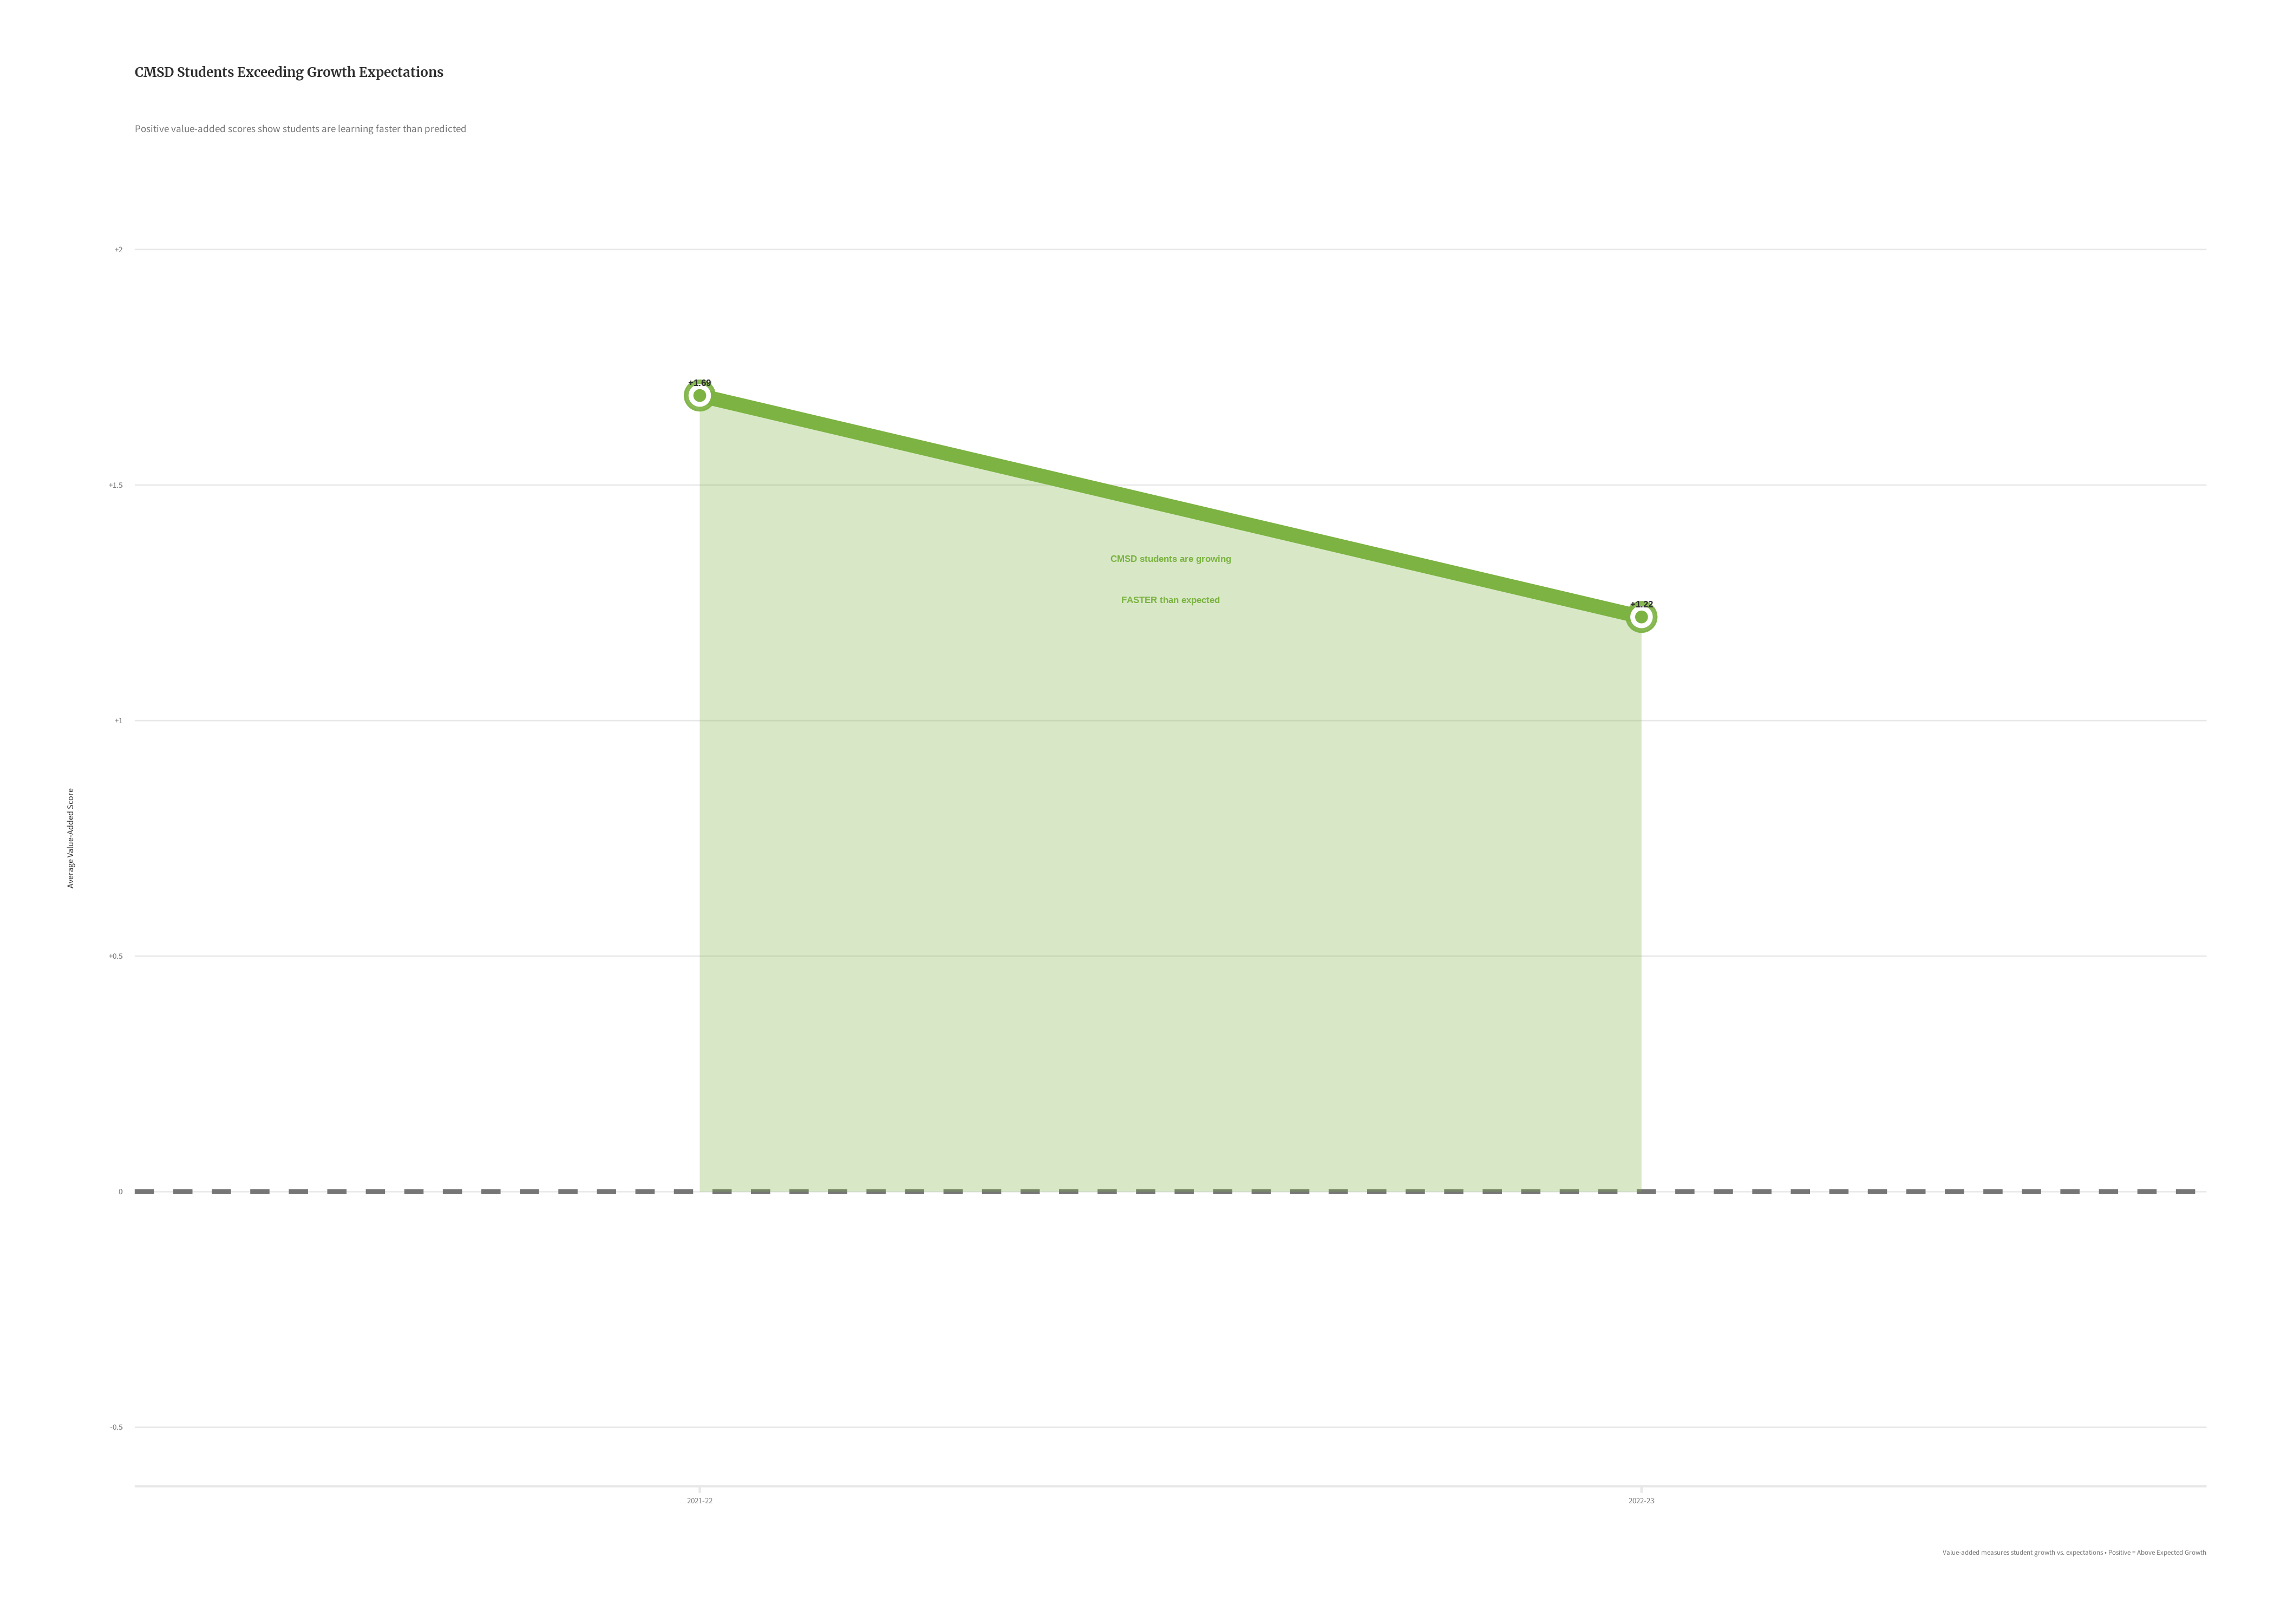 CMSD Students Exceeding Growth Expectations
Positive value-added scores show students are learning faster than predicted
+2
+1.69
+1.5
CMSD students are growing
FASTER than expected
+1.22
+1
Average Value-Added Score
+0.5
0
-0.5
2021-22
2022-23
Value-added measures student growth vs. expectations • Positive = Above Expected Growth